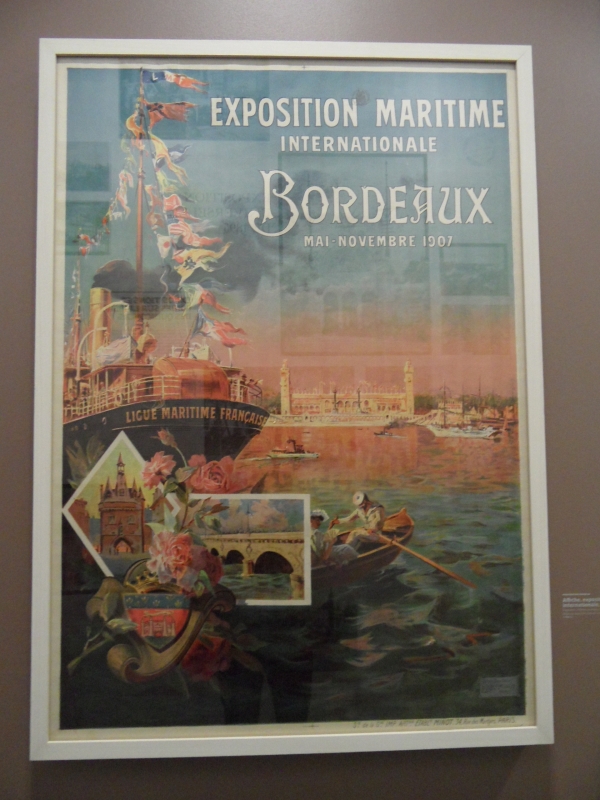 EXPOSITION MARITIME
INTERNATIONALE
BORDEAUX
MAI-NOVEMBRE 1907
LIGUE MARITIME FRANÇAISE